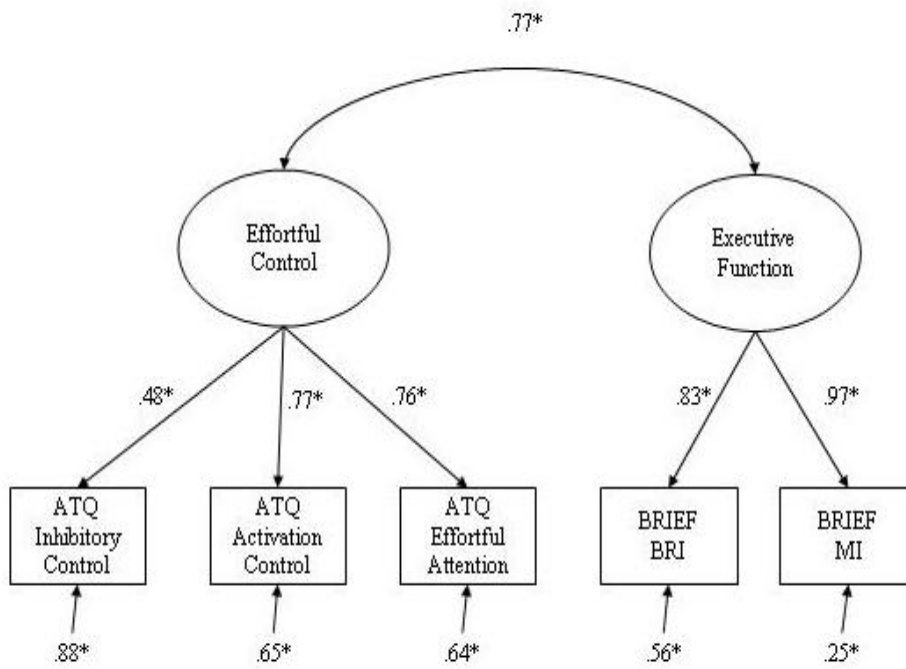 .77*
Effortful
Control
Executive
Function
.48*
.77*
.76*
.83*
.97*
ATQ
Inhibitory
Control
ATQ
Activation
Control
ATQ
Effortful
Attention
BRIEF
BRI
BRIEF
MI
.88*
.65*
.64*
.56*
.25*